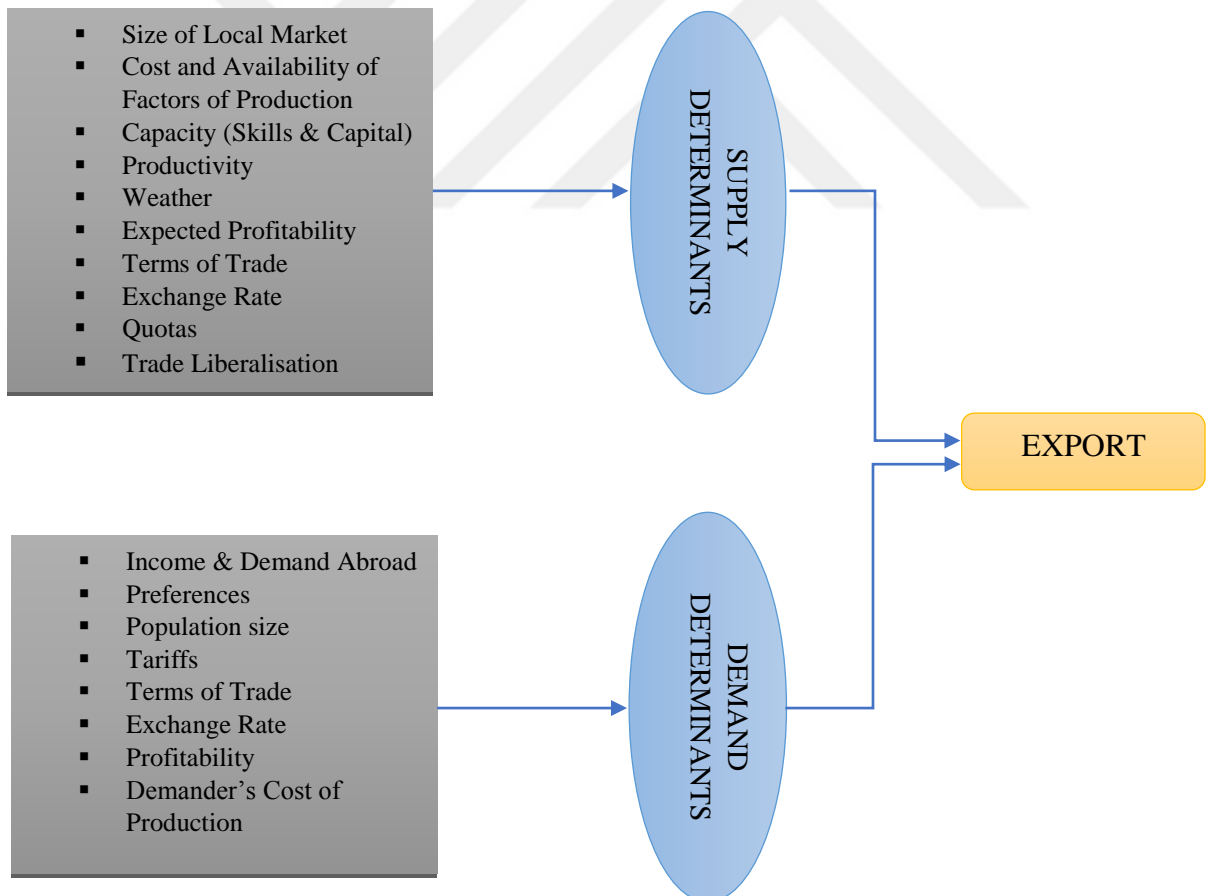 ▪ Size of Local Market
▪ Cost and Availability of
Factors of Production
▪ Capacity (Skills & Capital)
▪ Productivity
▪ Weather
▪ Expected Profitability
▪ Terms of Trade
▪ Exchange Rate
▪ Quotas
▪ Trade Liberalisation
SUPPLY
DETERMINANTS
EXPORT
▪ Income & Demand Abroad
▪ Preferences
▪ Population size
▪ Tariffs
▪ Terms of Trade
▪ Exchange Rate
▪ Profitability
▪ Demander’s Cost of
Production
DEMAND
DETERMINANTS